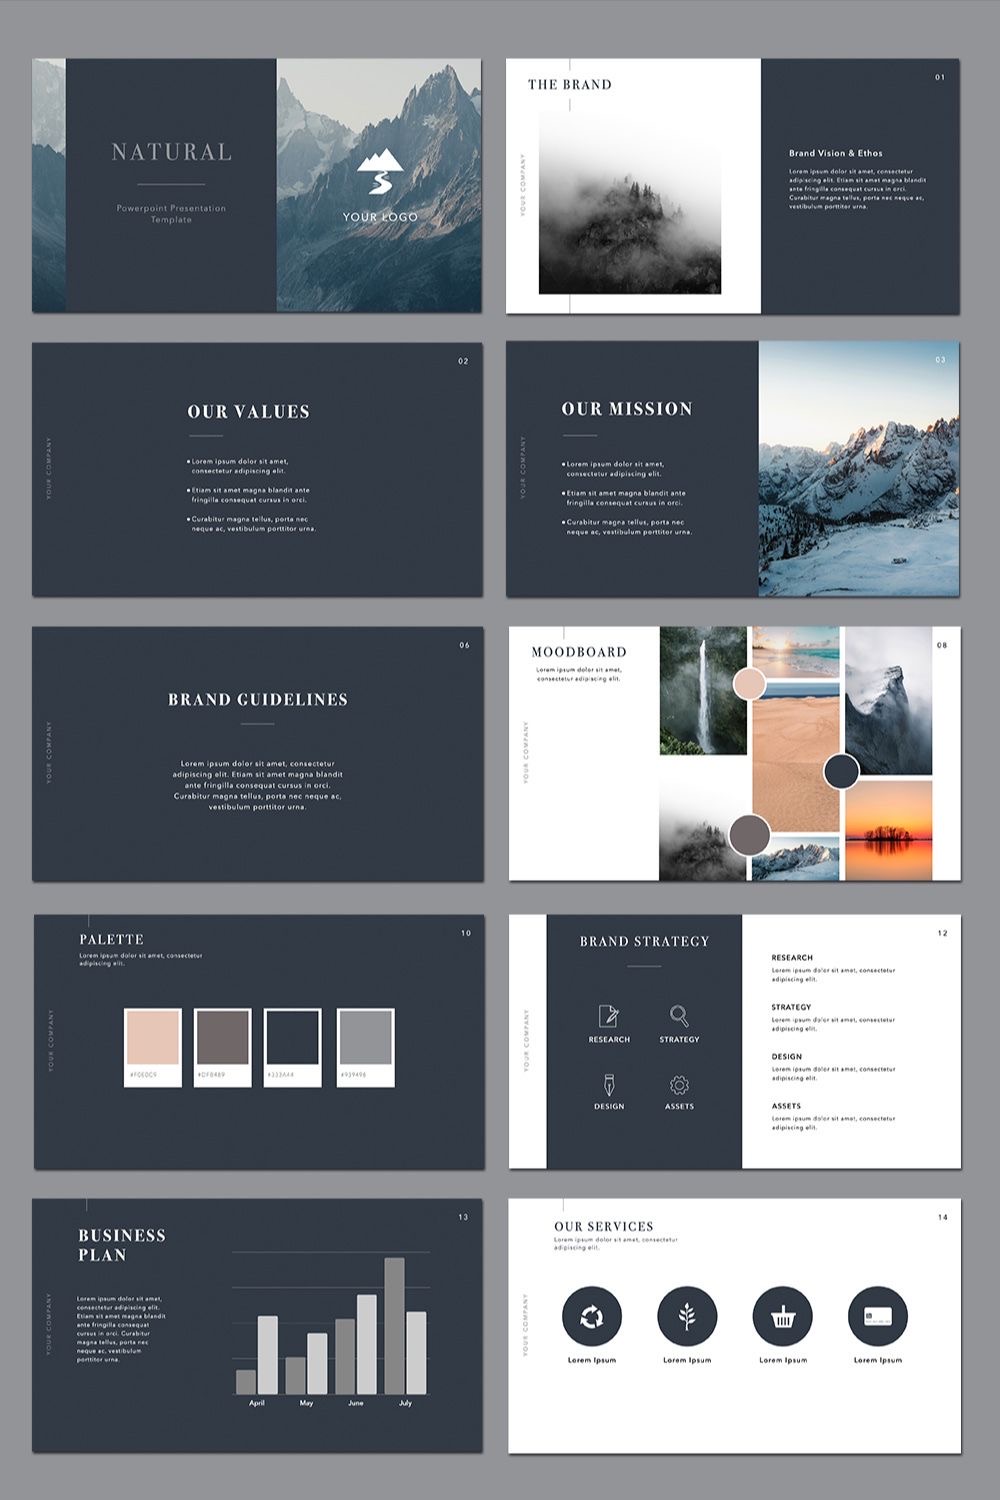 NATURAL
Powerpoint Presentation
Template
YOUR LOGO
THE BRAND
YOUR COMPANY
01
Brand Vision & Ethos
Lorem ipsum dolor sit amet, consectetur
adipiscing elit. Etiam sit amet magna blandit
ante fringilla consequat cursus in orci.
Curabitur magna tellus, porta nec neque ac,
vestibulum porttitor urna.
02
YOUR COMPANY
OUR VALUES
Lorem ipsum dolor sit amet,
consectetur adipiscing elit.
Etiam sit amet magna blandit ante
fringilla consequat cursus in orci.
Curabitur magna tellus, porta nec
neque ac, vestibulum porttitor urna.
03
YOUR COMPANY
OUR MISSION
Lorem ipsum dolor sit amet,
consectetur adipiscing elit.
Etiam sit amet magna blandit ante
fringilla consequat cursus in orci.
Curabitur magna tellus, porta nec
neque ac, vestibulum porttitor urna.
06
YOUR COMPANY
BRAND GUIDELINES
Lorem ipsum dolor sit amet, consectetur
adipiscing elit. Etiam sit amet magna blandit
ante fringilla consequat cursus in orci.
Curabitur magna tellus, porta nec neque ac,
vestibulum porttitor urna.
MOODBOARD
Lorem ipsum dolor sit amet,
consectetur adipiscing elit.
YOUR COMPANY
08
PALETTE
Lorem ipsum dolor sit amet, consectetur
adipiscing elit.
10
YOUR COMPANY
#333A44
#939498
YOUR COMPANY
BRAND STRATEGY
RESEARCH
STRATEGY
DESIGN
ASSETS
12
RESEARCH
Lorem ipsum dolor sit amet, consectetur
adipiscing elit.
STRATEGY
Lorem ipsum dolor sit amet, consectetur
adipiscing elit.
DESIGN
Lorem ipsum dolor sit amet, consectetur
adipiscing elit.
ASSETS
Lorem ipsum dolor sit amet, consectetur
adipiscing elit.
13
BUSINESS
PLAN
YOUR COMPANY
Lorem ipsum dolor sit amet,
consectetur adipiscing elit.
Etiam sit amet magna blandit
ante fringilla consequat
cursus in orci. Curabitur
magna tellus, porta nec
neque ac, vestibulum
porttitor urna.
April
May
June
July
14
OUR SERVICES
Lorem ipsum dolor sit amet, consectetur
adipiscing elit.
YOUR COMPANY
Lorem Ipsum
Lorem Ipsum
Lorem Ipsum
Lorem Ipsum